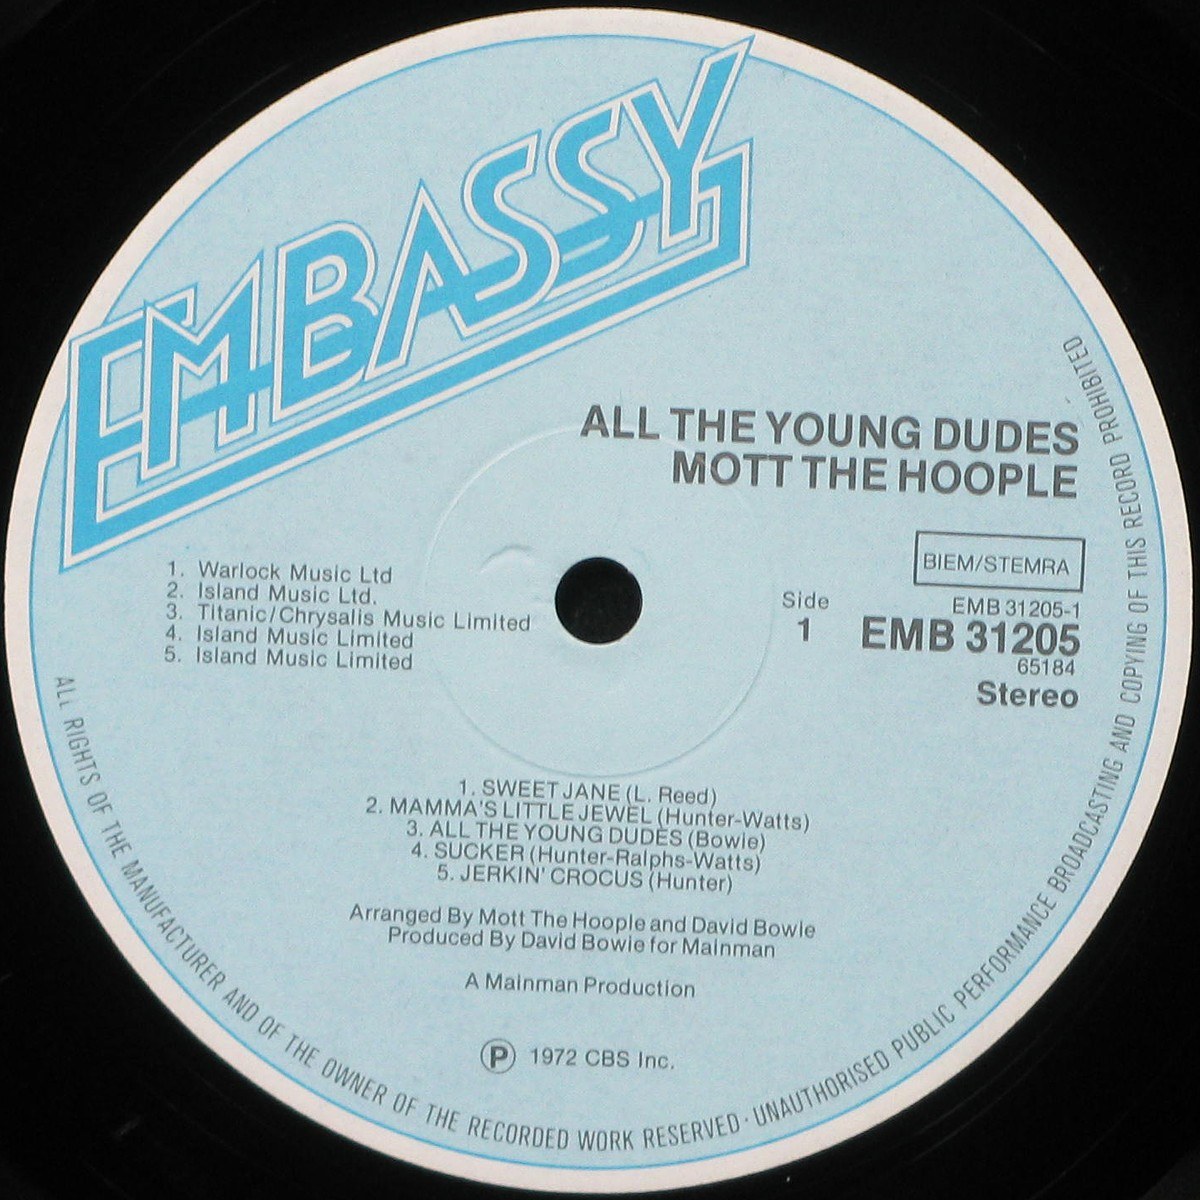 EMBASSY
ALL THE YOUNG DUDES
MOTT THE HOOPLE
BIEM/STEMRA
1. Warlock Music Ltd
2. Island Music Ltd.
3. Titanic/Chrysalis Music Limited
4. Island Music Limited
5. Island Music Limited
Side
1
EMB 31205-1
EMB 31205
65184
Stereo
1. SWEET JANE (L. Reed)
2. MAMMA'S LITTLE JEWEL (Hunter-Watts)
3. ALL THE YOUNG DUDES (Bowie)
4. SUCKER (Hunter-Ralphs-Watts)
5. JERKIN' CROCUS (Hunter)
Arranged By Mott The Hoople and David Bowie
Produced By David Bowie for Mainman
A Mainman Production
Ⓟ 1972 CBS Inc.
ALL RIGHTS OF THE MANUFACTURER AND OF THE OWNER OF THE RECORDED WORK RESERVED · UNAUTHORISED PUBLIC PERFORMANCE BROADCASTING AND COPYING OF THIS RECORD PROHIBITED